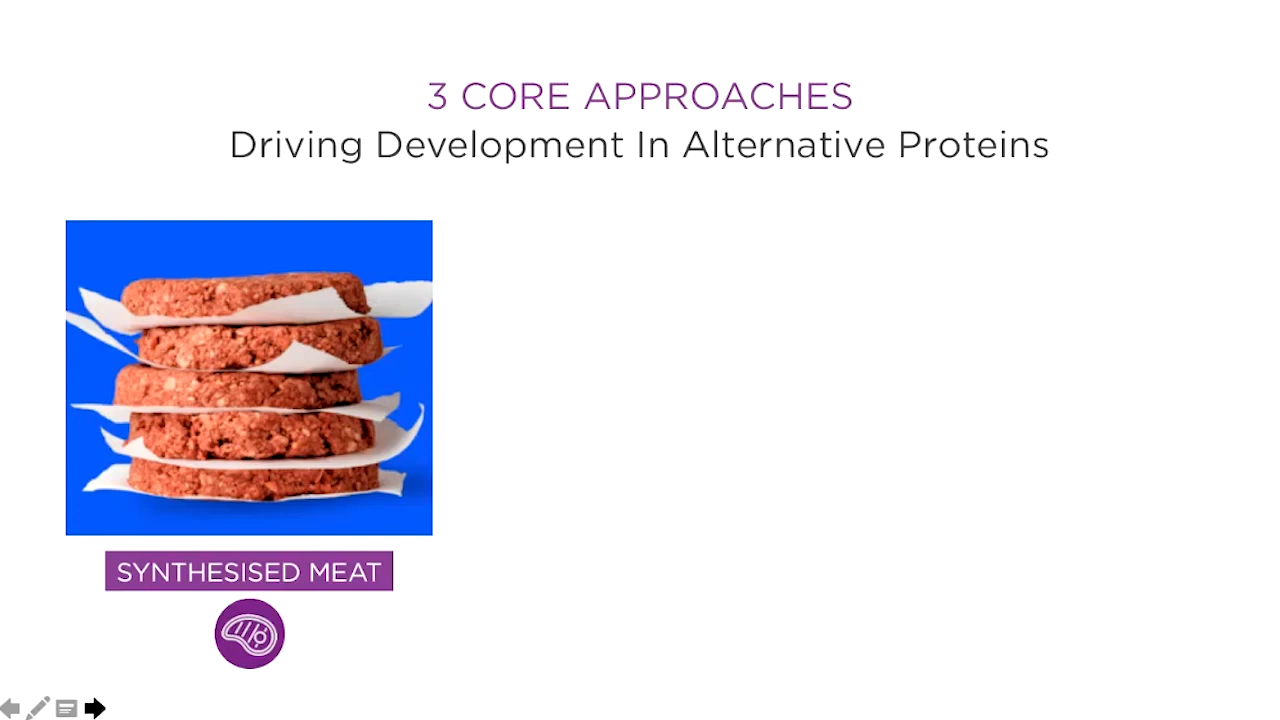 3 CORE APPROACHES
Driving Development In Alternative Proteins
SYNTHESISED MEAT